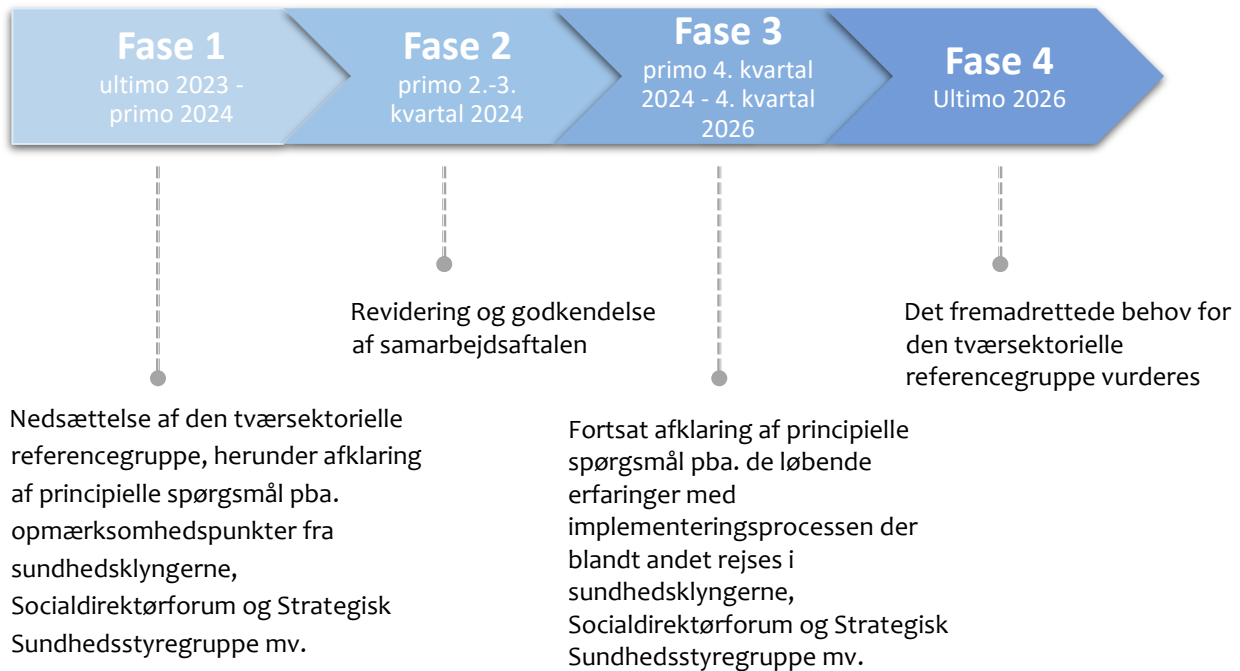 Fase 1
ultimo 2023 -
primo 2024
Fase 2
primo 2.-3.
kvartal 2024
Fase 3
primo 4. kvartal
2024 - 4. kvartal
2026
Fase 4
Ultimo 2026
Nedsættelse af den tværsektorielle
referencegruppe, herunder afklaring
af principielle spørgsmål pba.
opmærksomhedspunkter fra
sundhedsklyngerne,
Socialdirektørforum og Strategisk
Sundhedsstyregruppe mv.
Revidering og godkendelse
af samarbejdsaftalen
Fortsat afklaring af principielle
spørgsmål pba. de løbende
erfaringer med
implementeringsprocessen der
blandt andet rejses i
sundhedsklyngerne,
Socialdirektørforum og Strategisk
Sundhedsstyregruppe mv.
Det fremadrettede behov for
den tværsektorielle
referencegruppe vurderes